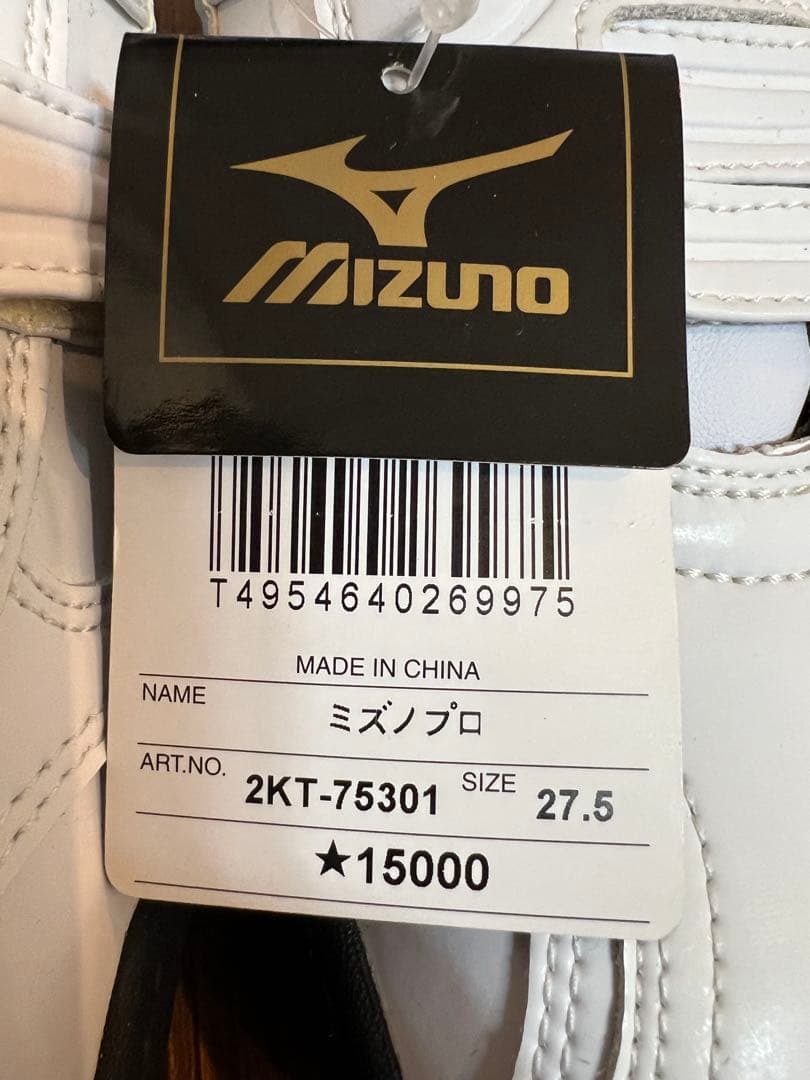 MIZUNO
T4954640269975
MADE IN CHINA
NAME ミズノプロ
ART.NO. 2KT-75301 SIZE 27.5
★15000